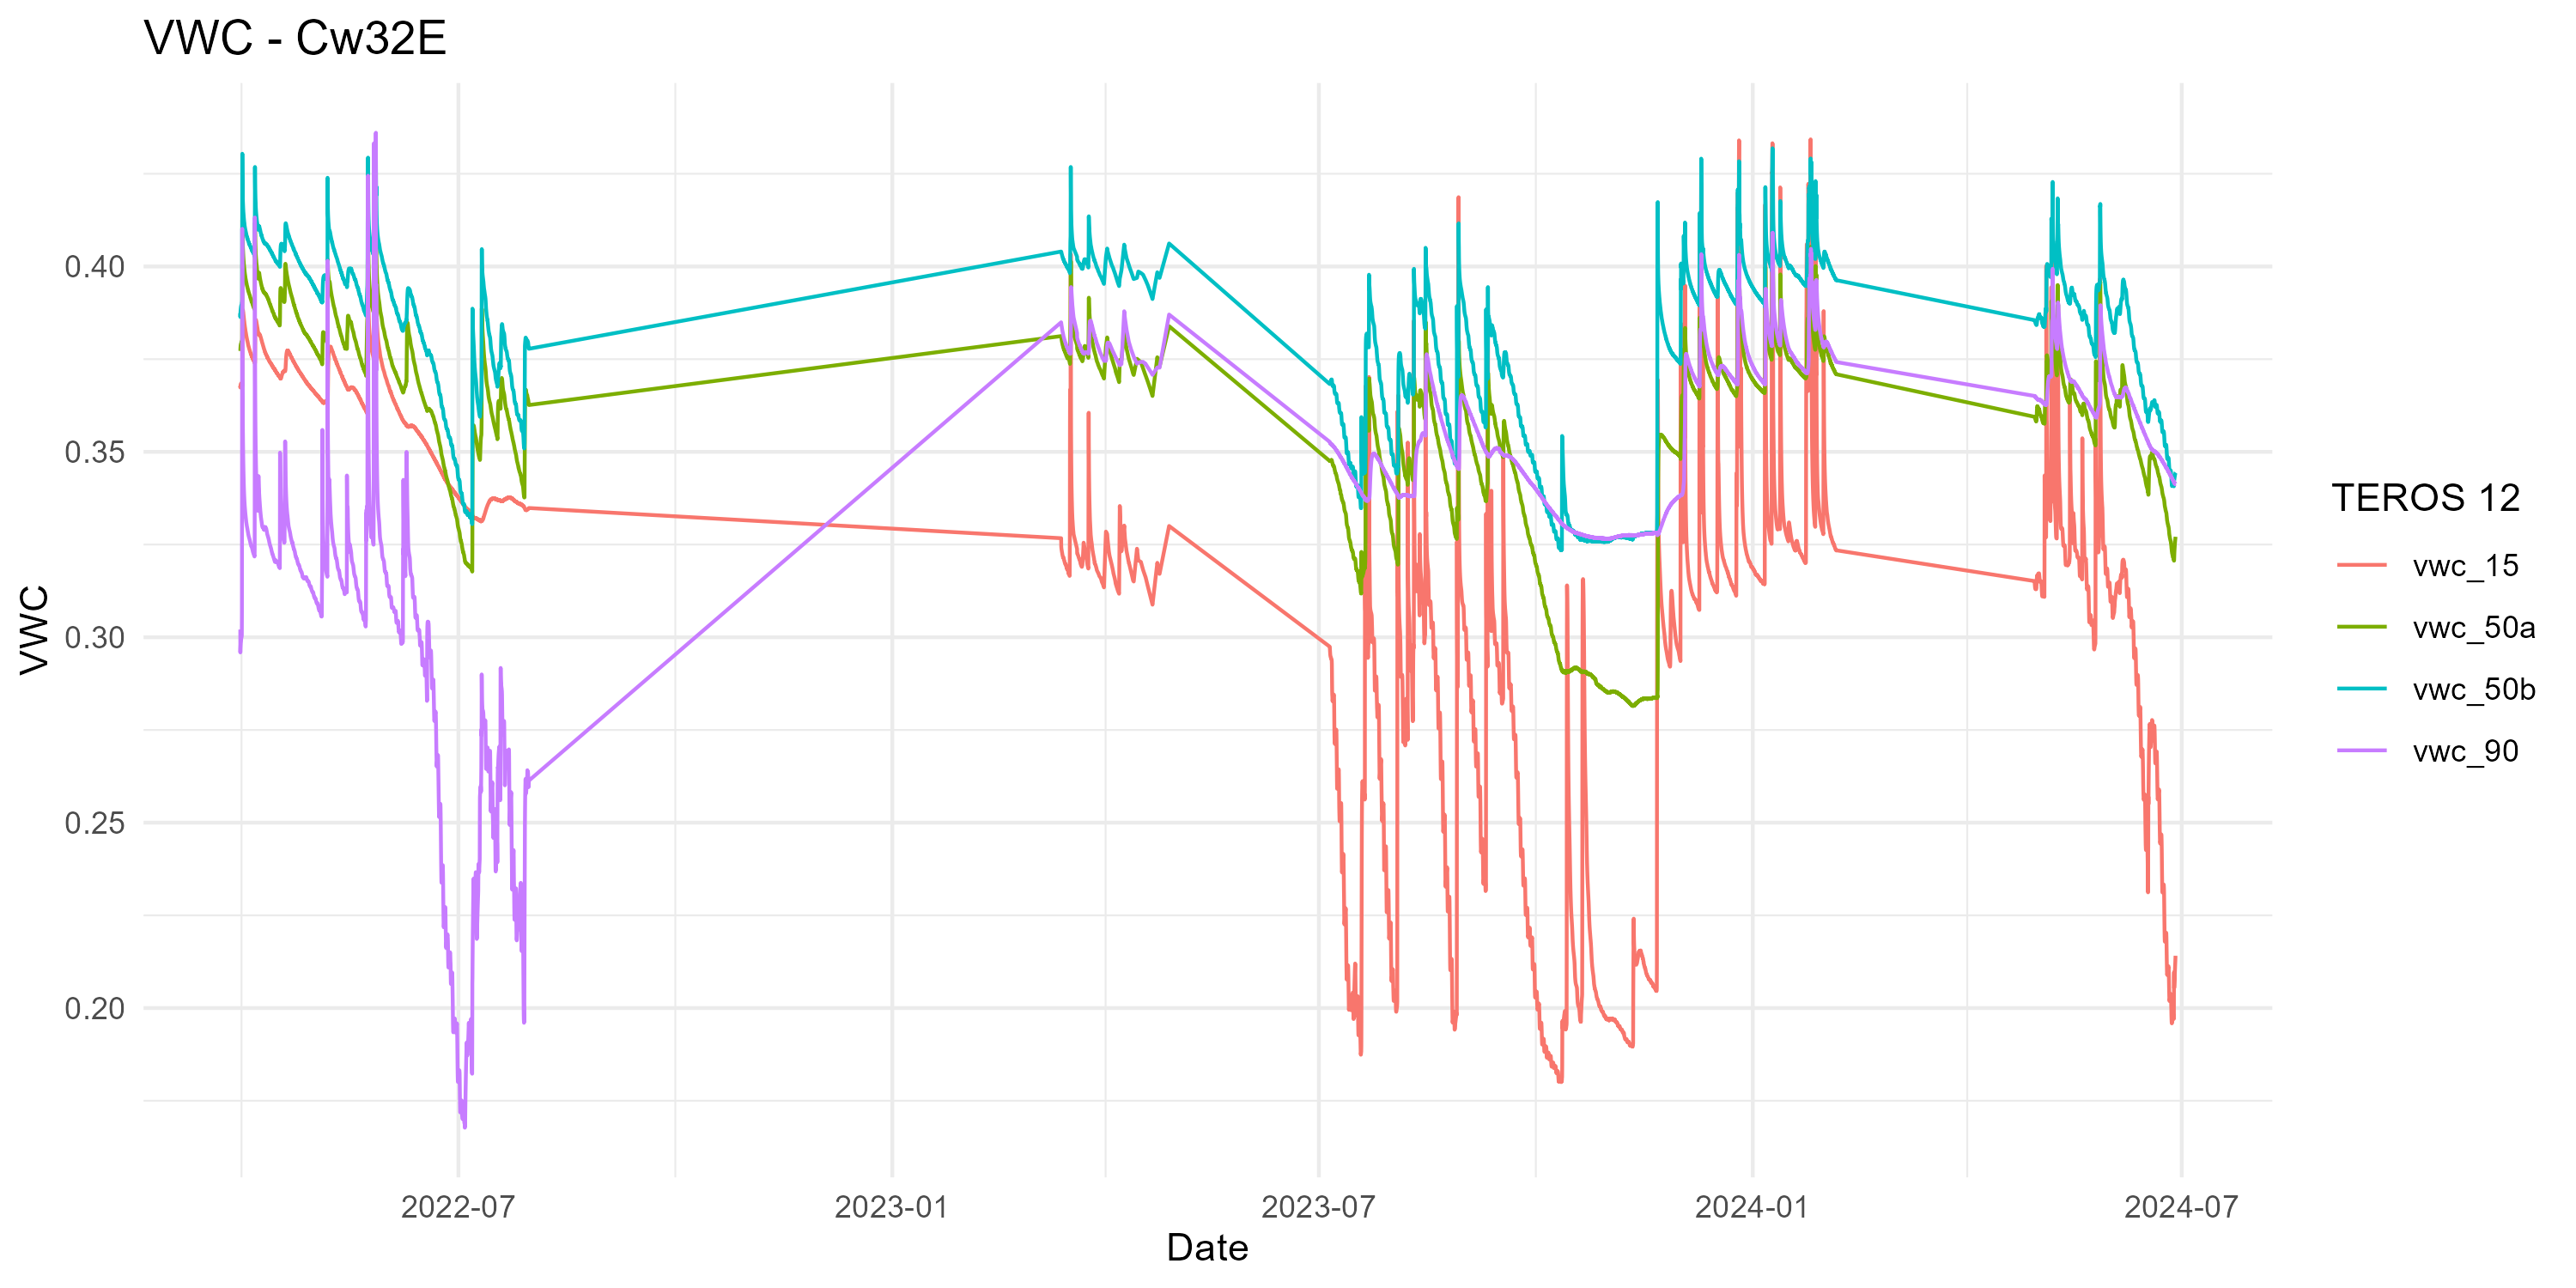 VWC - Cw32E
VWC
0.40
0.35
0.30
0.25
0.20
2022-07
2023-01
2023-07
2024-01
2024-07
Date
TEROS 12
vwc_15
vwc_50a
vwc_50b
vwc_90